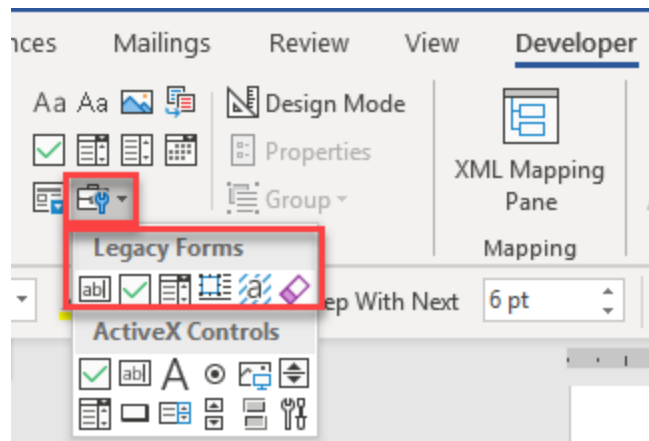 nces Mailings Review View Developer
Aa Aa Design Mode
Properties
XML Mapping
Group Pane
Legacy Forms Mapping
ab| a ep With Next 6 pt
ActiveX Controls
ab| A